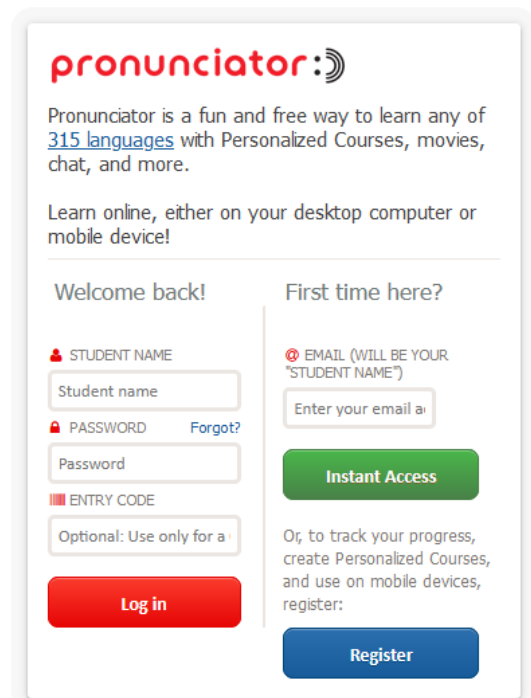 pronunciator:))
Pronunciator is a fun and free way to learn any of
315 languages with Personalized Courses, movies,
chat, and more.
Learn online, either on your desktop computer or
mobile device!
Welcome back!
STUDENT NAME
Student name
PASSWORD Forgot?
Password
ENTRY CODE
Optional: Use only for a
Log in
First time here?
@ EMAIL (WILL BE YOUR
"STUDENT NAME")
Enter your email a
Instant Access
Or, to track your progress,
create Personalized Courses,
and use on mobile devices,
register:
Register